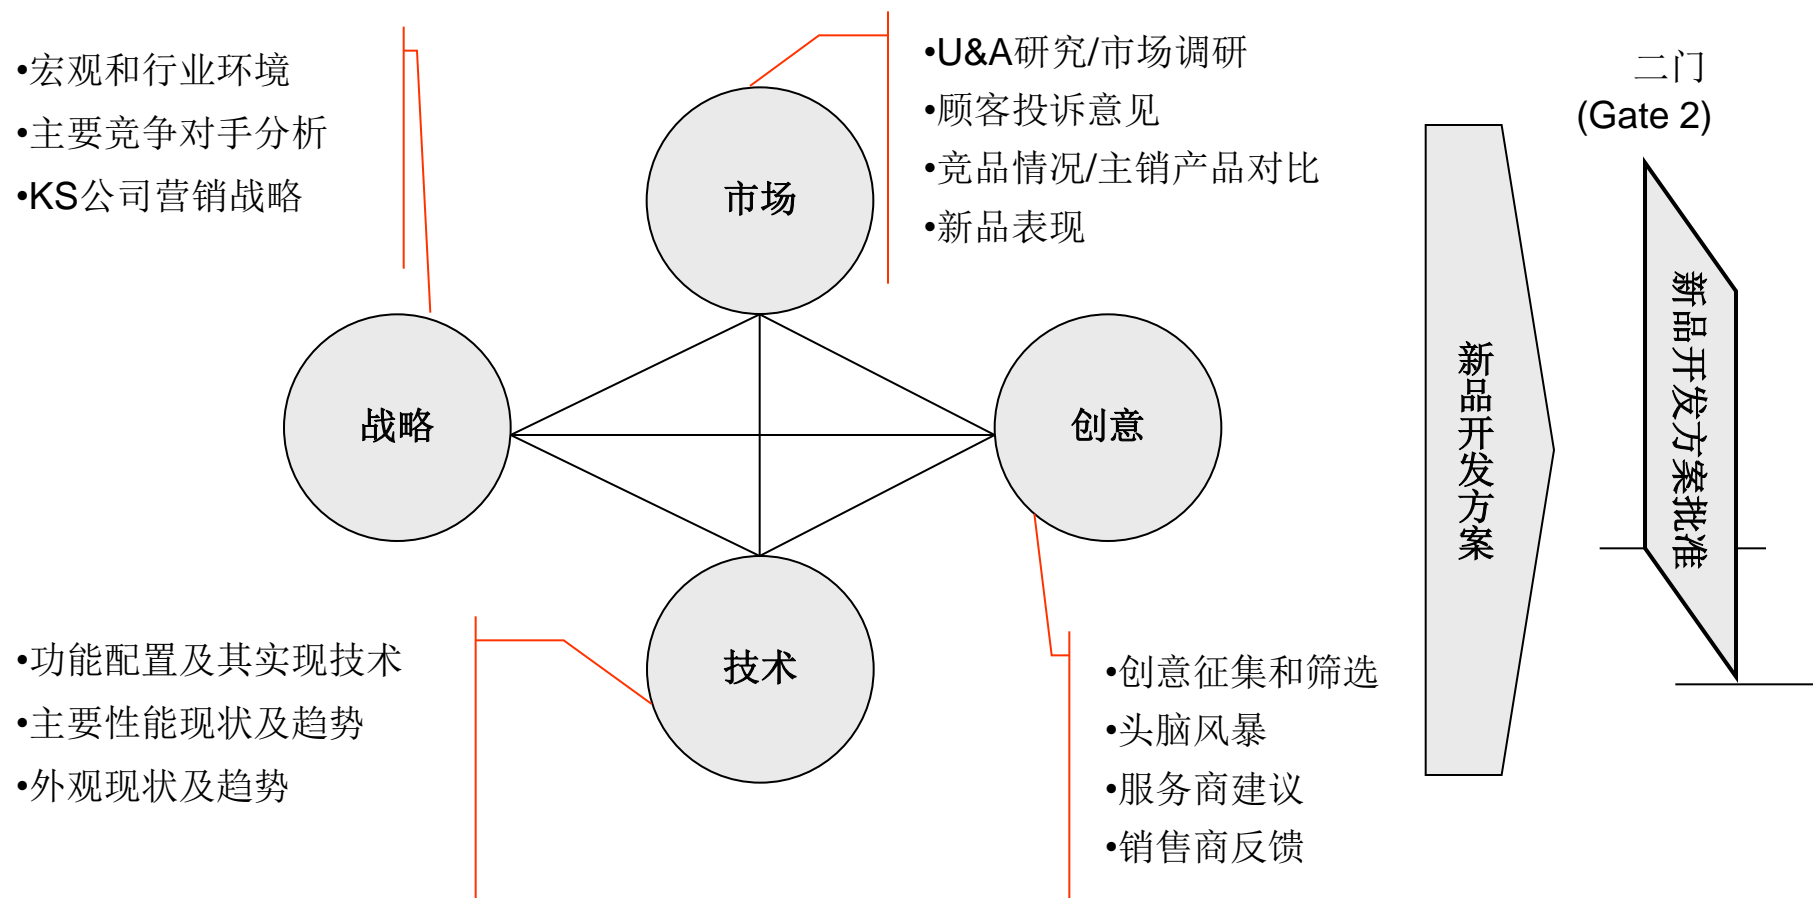 •宏观和行业环境
•主要竞争对手分析
•KS公司营销战略
•U&A研究/市场调研
•顾客投诉意见
•竞品情况/主销产品对比
•新品表现
市场
战略
创意
技术
•功能配置及其实现技术
•主要性能现状及趋势
•外观现状及趋势
•创意征集和筛选
•头脑风暴
•服务商建议
•销售商反馈
新品开发方案
二门
(Gate 2)
新品开发方案批准